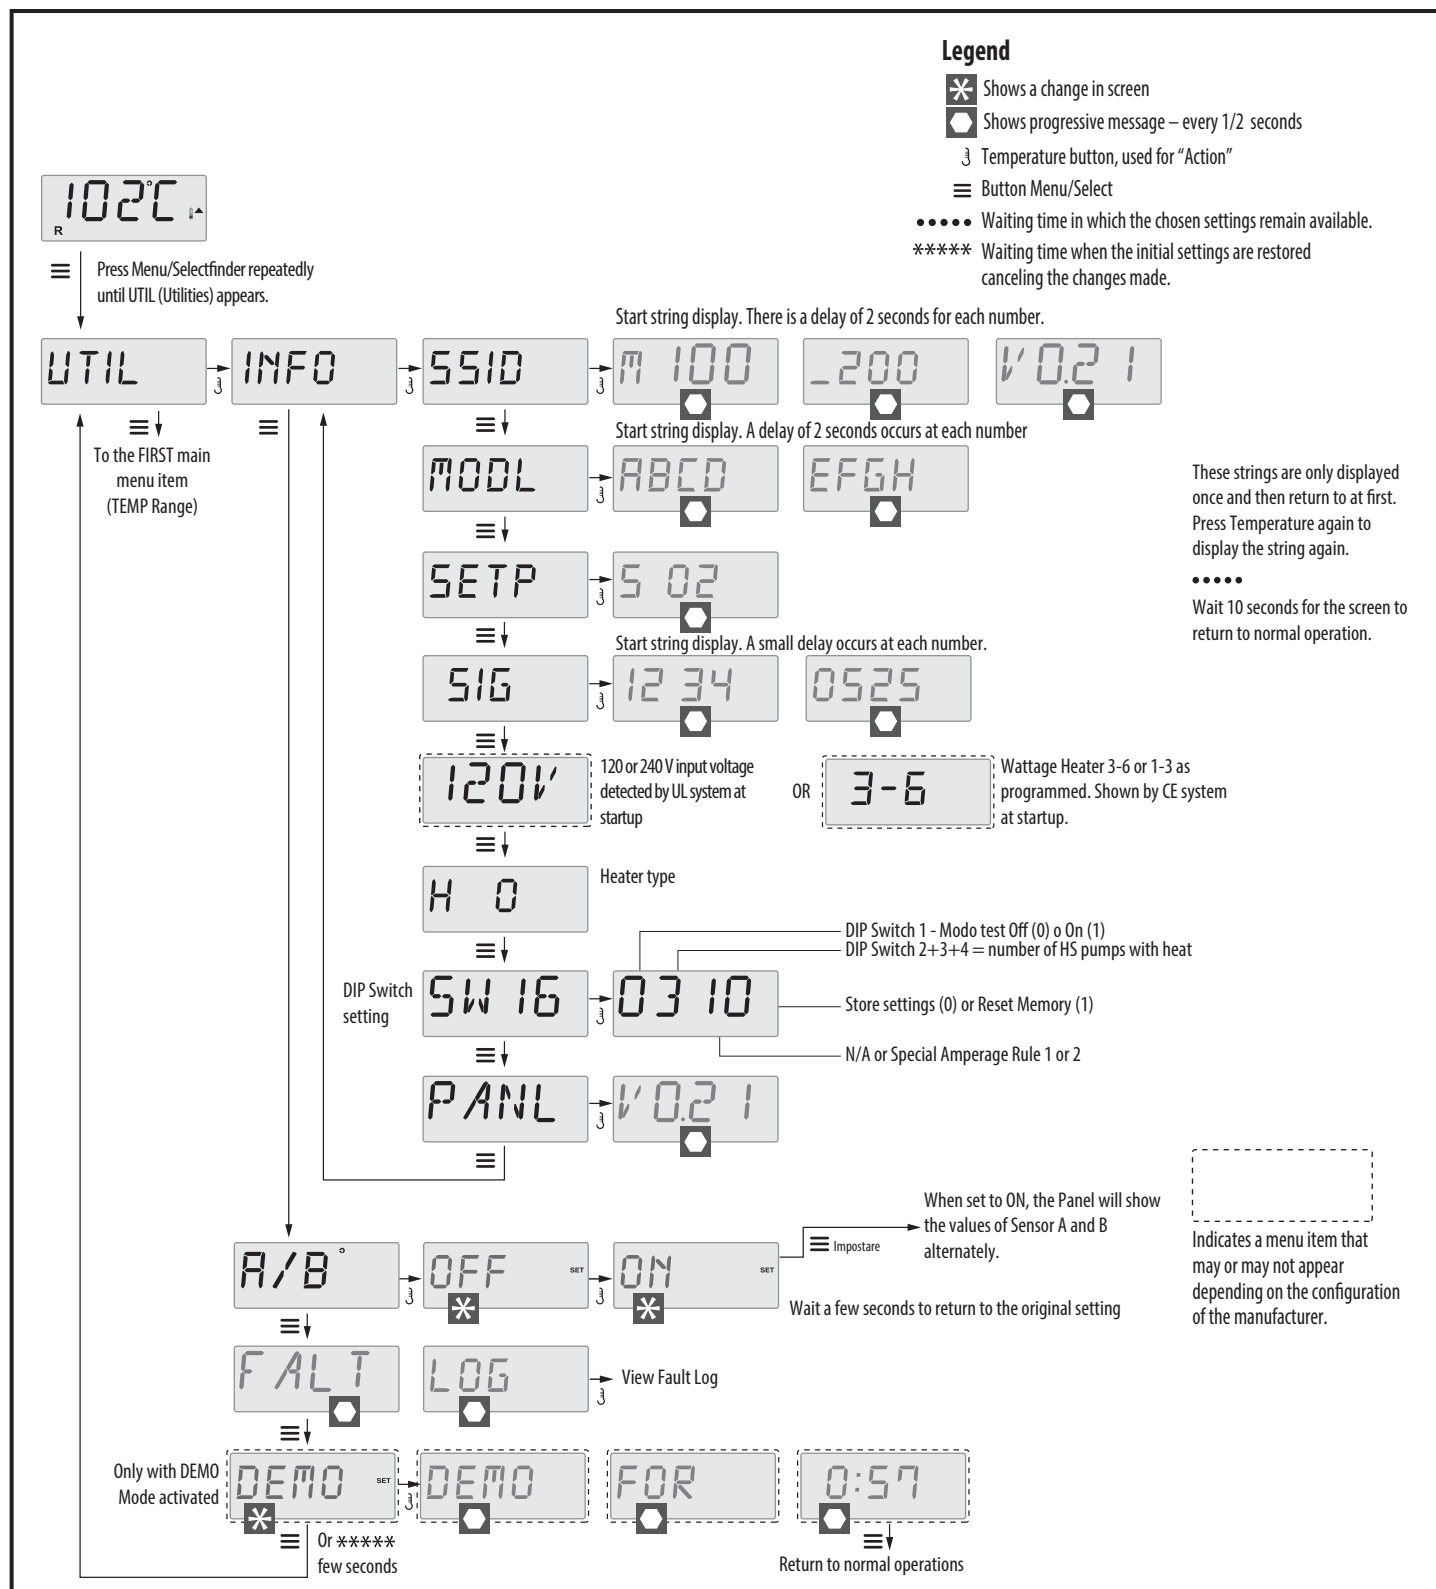 Legend
Shows a change in screen
Shows progressive message – every 1/2 seconds
Temperature button, used for “Action”
Button Menu/Select
Waiting time in which the chosen settings remain available.
***** Waiting time when the initial settings are restored
canceling the changes made.
102°C
R
Press Menu/Selectfinder repeatedly
until UTIL (Utilities) appears.
Start string display. There is a delay of 2 seconds for each number.
UTIL
INFO
SSID
M 100
_200
V 0.21
To the FIRST main
menu item
(TEMP Range)
Start string display. A delay of 2 seconds occurs at each number
MODL
ABCD
EFGH
These strings are only displayed
once and then return to at first.
Press Temperature again to
display the string again.
•••••
Wait 10 seconds for the screen to
return to normal operation.
SETP
S 02
Start string display. A small delay occurs at each number.
SIG
12 34
0525
120V
120 or 240 V input voltage
detected by UL system at
startup
OR
3-6
Wattage Heater 3-6 or 1-3 as
programmed. Shown by CE system
at startup.
H 0
Heater type
DIP Switch
setting
SW 16
0310
DIP Switch 1 - Modo test Off (0) o On (1)
DIP Switch 2+3+4 = number of HS pumps with heat
Store settings (0) or Reset Memory (1)
N/A or Special Amperage Rule 1 or 2
PANL
V 0.21
Indicates a menu item that
may or may not appear
depending on the configuration
of the manufacturer.
A/B°
OFF
SET
ON
SET
Impostare
When set to ON, the Panel will show
the values of Sensor A and B
alternately.
Wait a few seconds to return to the original setting
FALT
LOG
View Fault Log
Only with DEMO
Mode activated
DEMO
SET
DEMO
FOR
0:57
Or *****
few seconds
Return to normal operations